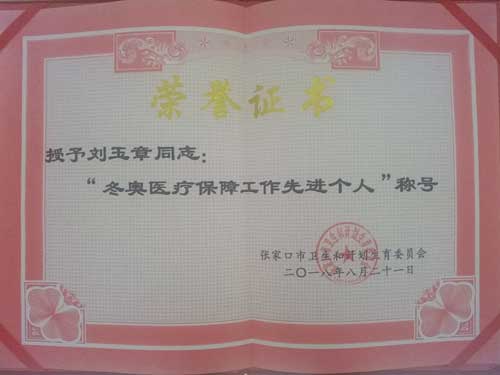 荣誉证书
授予刘玉章同志：
“冬奥医疗保障工作先进个人”称号
张家口市卫生和计划生育委员会
二〇一八年八月二十一日